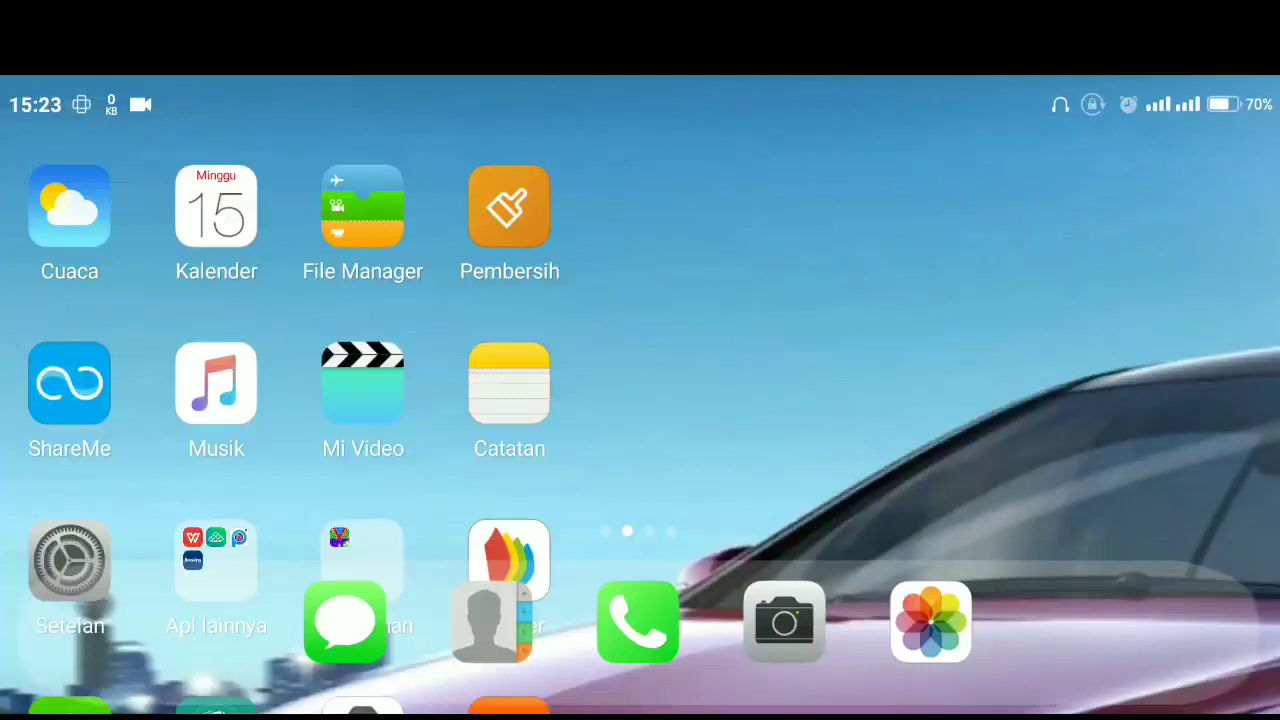 15:23 0 KB 70%
Minggu
15
Cuaca Kalender File Manager Pembersih
ShareMe Musik Mi Video Catatan
Setelan Apl lainnya